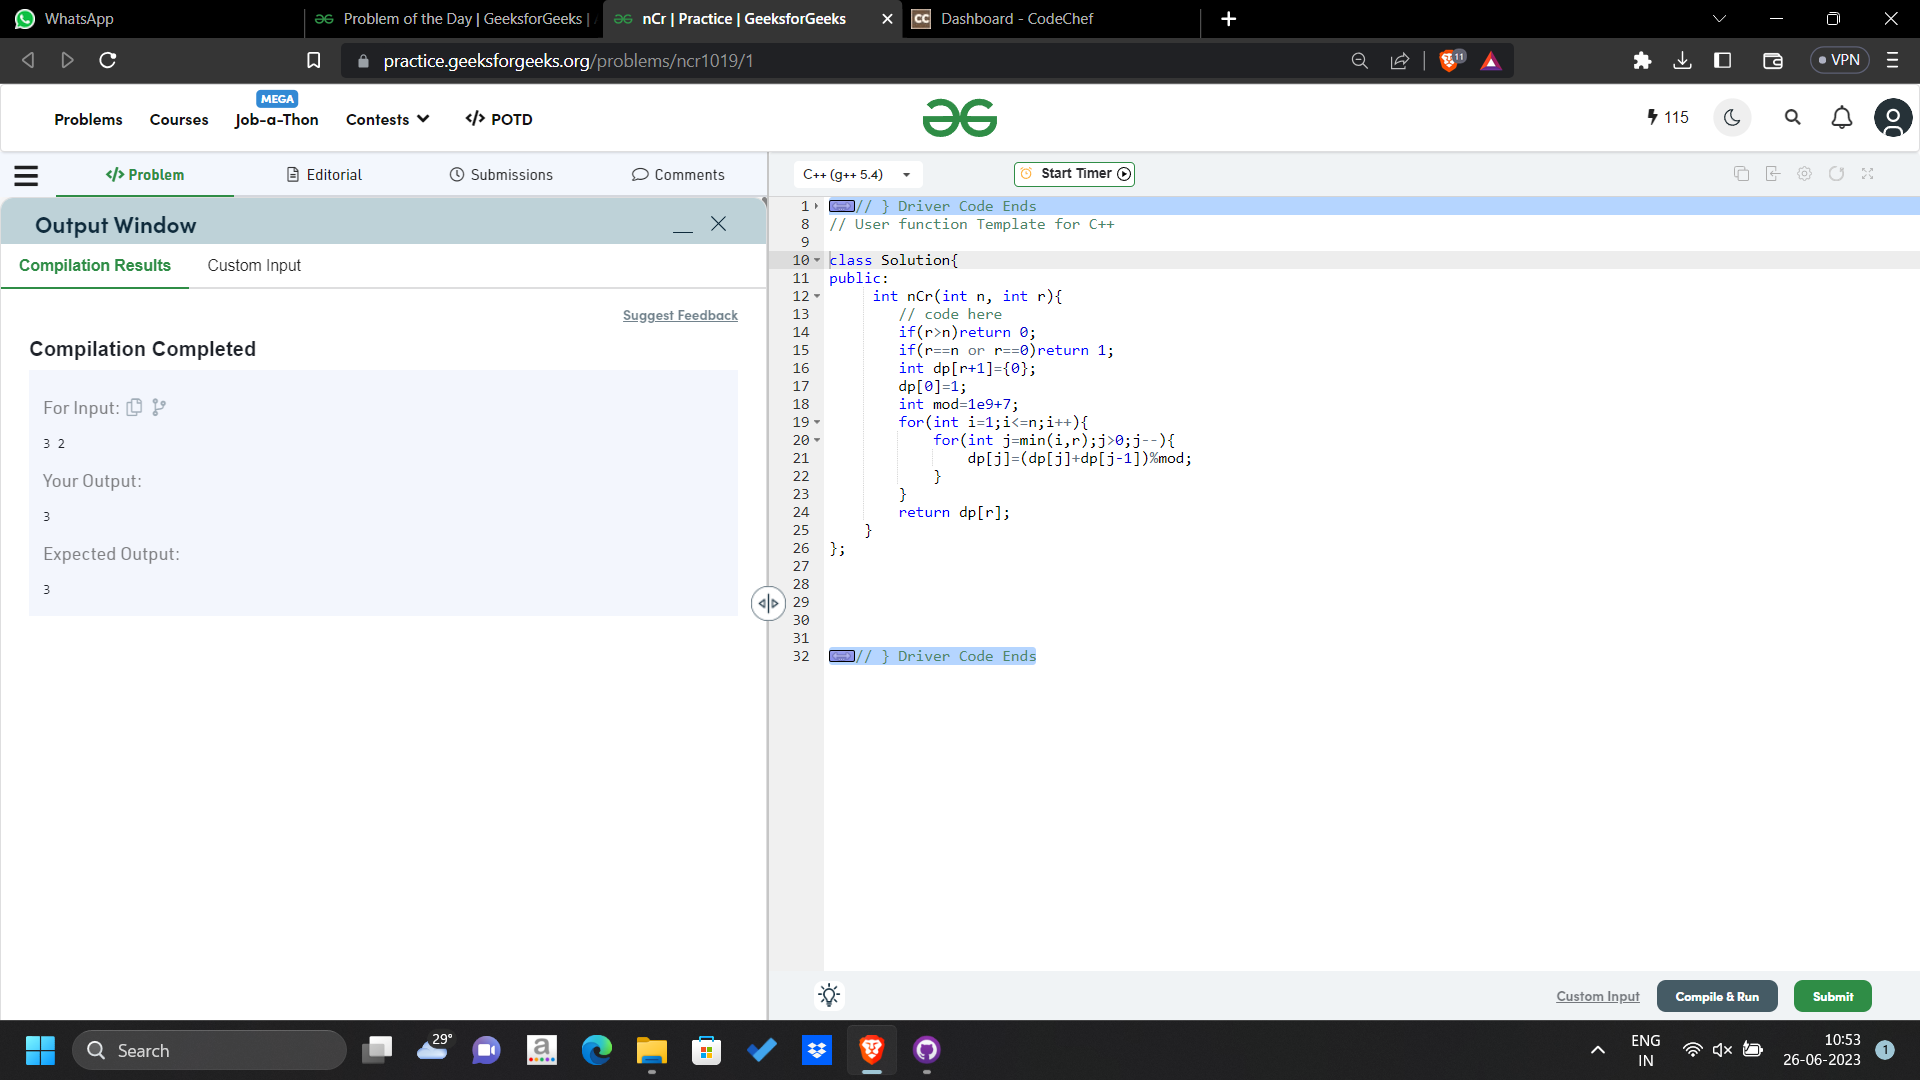 WhatsApp
Problem of the Day | GeeksforGeeks |
nCr | Practice | GeeksforGeeks
CC Dashboard - CodeChef
practice.geeksforgeeks.org/problems/ncr1019/1
11
VPN
Problems
Courses
MEGA
Job-a-Thon
Contests
</> POTD
115
</> Problem
Editorial
Submissions
Comments
C++ (g++ 5.4)
Start Timer
Output Window
Compilation Results
Custom Input
Suggest Feedback
Compilation Completed
For Input:
3 2
Your Output:
3
Expected Output:
3
1 // } Driver Code Ends
8 // User function Template for C++
9
10 class Solution{
11 public:
12 int nCr(int n, int r){
13 // code here
14 if(r>n)return 0;
15 if(r==n or r==0)return 1;
16 int dp[r+1]={0};
17 dp[0]=1;
18 int mod=1e9+7;
19 for(int i=1;i<=n;i++){
20 for(int j=min(i,r);j>0;j--){
21 dp[j]=(dp[j]+dp[j-1])%mod;
22 }
23 }
24 return dp[r];
25 }
26 };
27
28
29
30
31
32 // } Driver Code Ends
Custom Input
Compile & Run
Submit
Search
29°
a
ENG
IN
10:53
26-06-2023
1